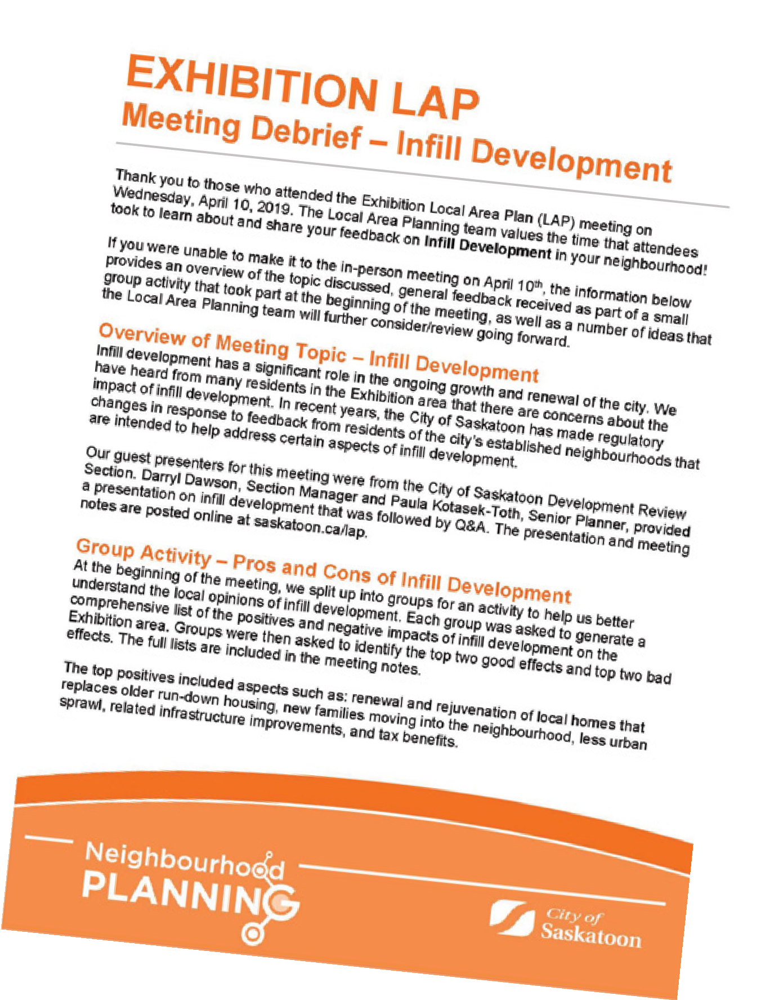 EXHIBITION LAP
Meeting Debrief – Infill Development
Thank you to those who attended the Exhibition Local Area Plan (LAP) meeting on
Wednesday, April 10, 2019. The Local Area Planning team values the time that attendees
took to learn about and share your feedback on Infill Development in your neighbourhood!
If you were unable to make it to the in-person meeting on April 10th, the information below
provides an overview of the topic discussed, general feedback received as part of a small
group activity that took part at the beginning of the meeting, as well as a number of ideas that
the Local Area Planning team will further consider/review going forward.
Overview of Meeting Topic – Infill Development
Infill development has a significant role in the ongoing growth and renewal of the city. We
have heard from many residents in the Exhibition area that there are concerns about the
impact of infill development. In recent years, the City of Saskatoon has made regulatory
changes in response to feedback from residents of the city's established neighbourhoods that
are intended to help address certain aspects of infill development.
Our guest presenters for this meeting were from the City of Saskatoon Development Review
Section. Darryl Dawson, Section Manager and Paula Kotasek-Toth, Senior Planner, provided
a presentation on infill development that was followed by Q&A. The presentation and meeting
notes are posted online at saskatoon.ca/lap.
Group Activity – Pros and Cons of Infill Development
At the beginning of the meeting, we split up into groups for an activity to help us better
understand the local opinions of infill development. Each group was asked to generate a
comprehensive list of the positives and negative impacts of infill development on the
Exhibition area. Groups were then asked to identify the top two good effects and top two bad
effects. The full lists are included in the meeting notes.
The top positives included aspects such as: renewal and rejuvenation of local homes that
replaces older run-down housing, new families moving into the neighbourhood, less urban
sprawl, related infrastructure improvements, and tax benefits.
Neighbourhood
PLANNING
City of
Saskatoon